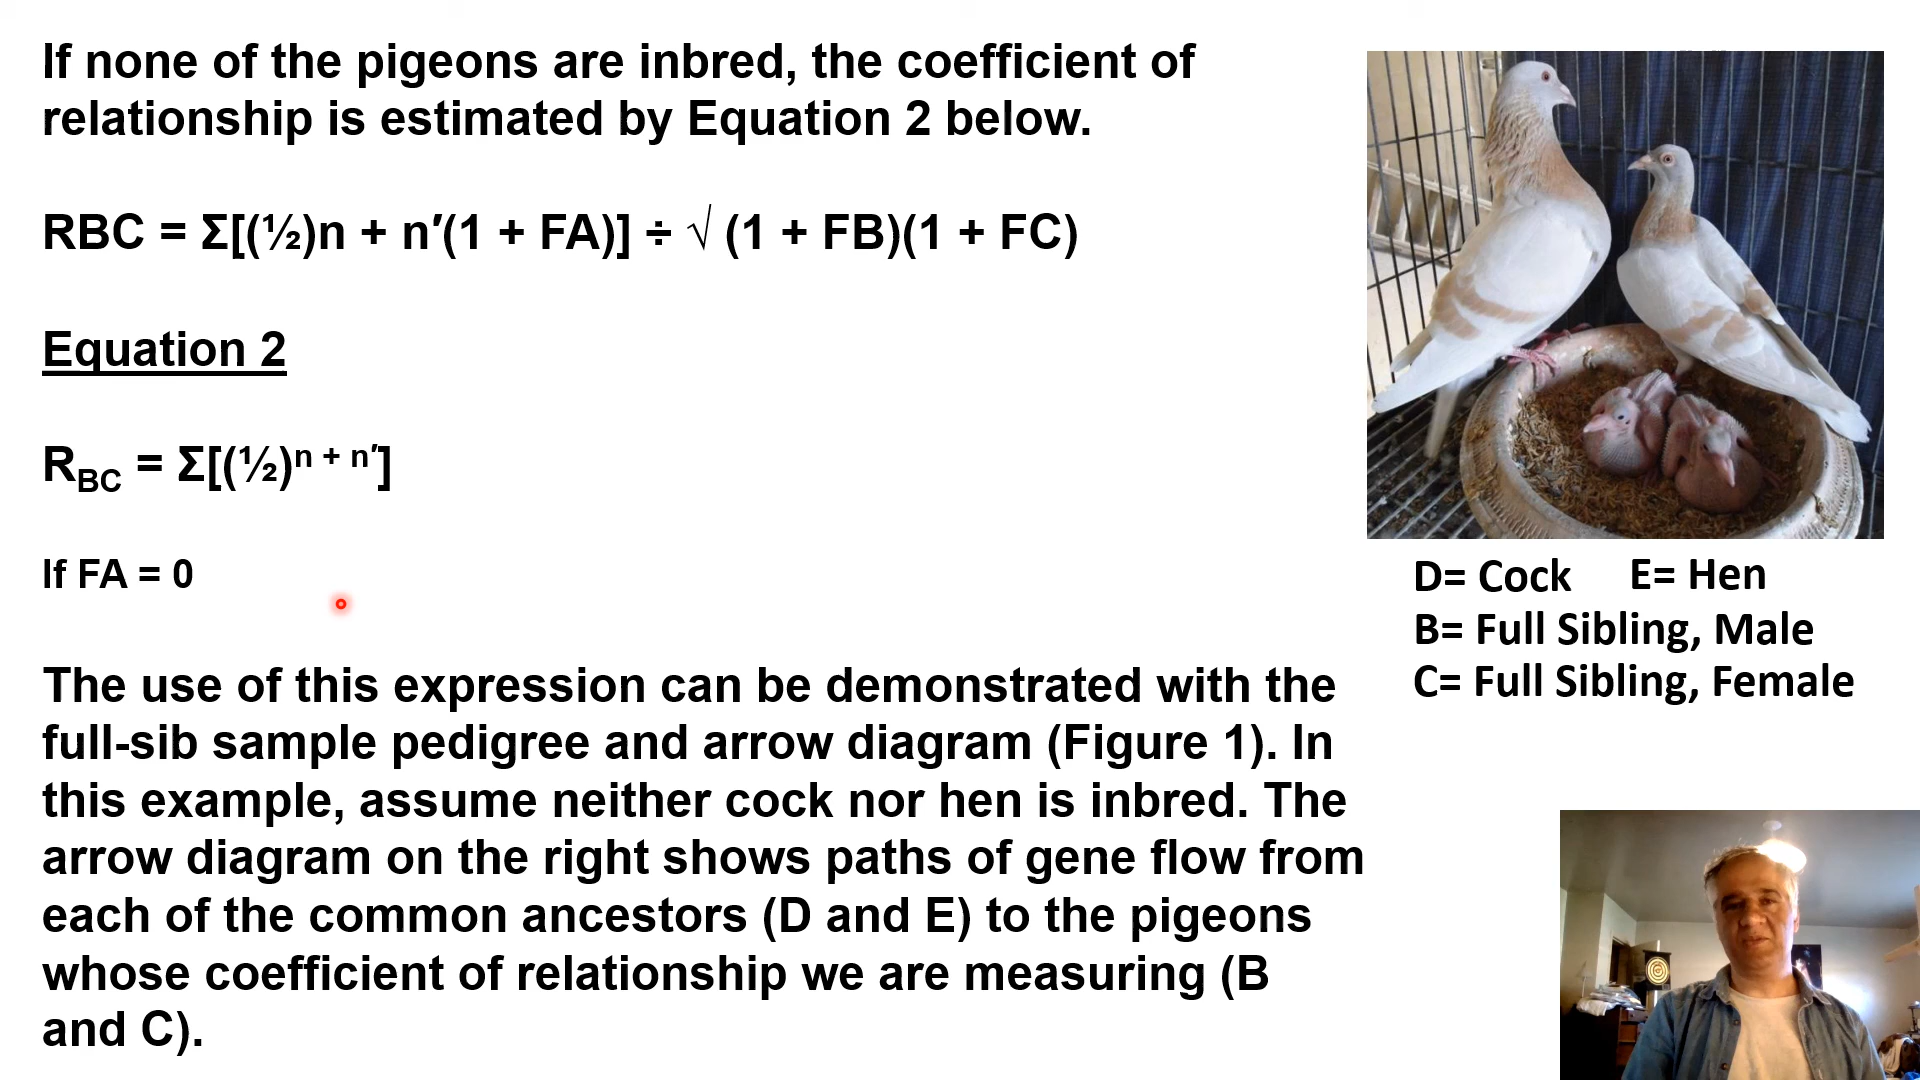 If none of the pigeons are inbred, the coefficient of
relationship is estimated by Equation 2 below.
RBC = Σ[(½)n + n′(1 + FA)] ÷ √ (1 + FB)(1 + FC)
Equation 2
R_BC = Σ[(½)^n + n′]
If FA = 0
The use of this expression can be demonstrated with the
full-sib sample pedigree and arrow diagram (Figure 1). In
this example, assume neither cock nor hen is inbred. The
arrow diagram on the right shows paths of gene flow from
each of the common ancestors (D and E) to the pigeons
whose coefficient of relationship we are measuring (B
and C).
D= Cock E= Hen
B= Full Sibling, Male
C= Full Sibling, Female